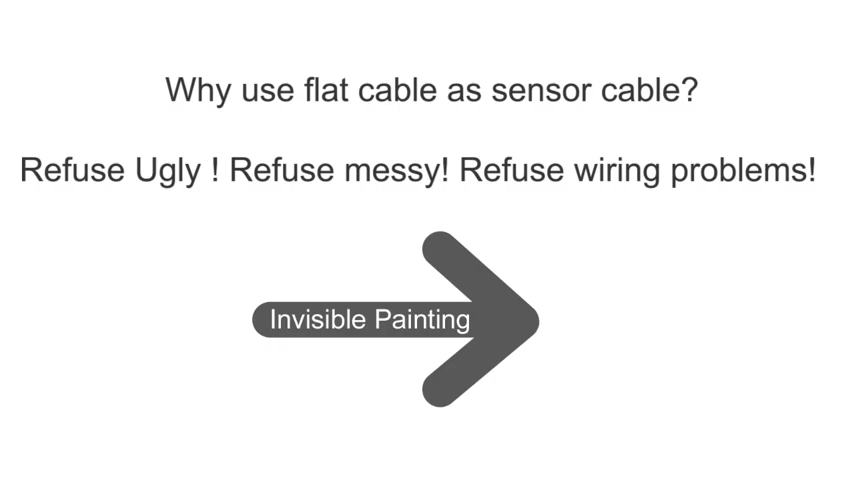 Why use flat cable as sensor cable?
Refuse Ugly ! Refuse messy! Refuse wiring problems!
Invisible Painting